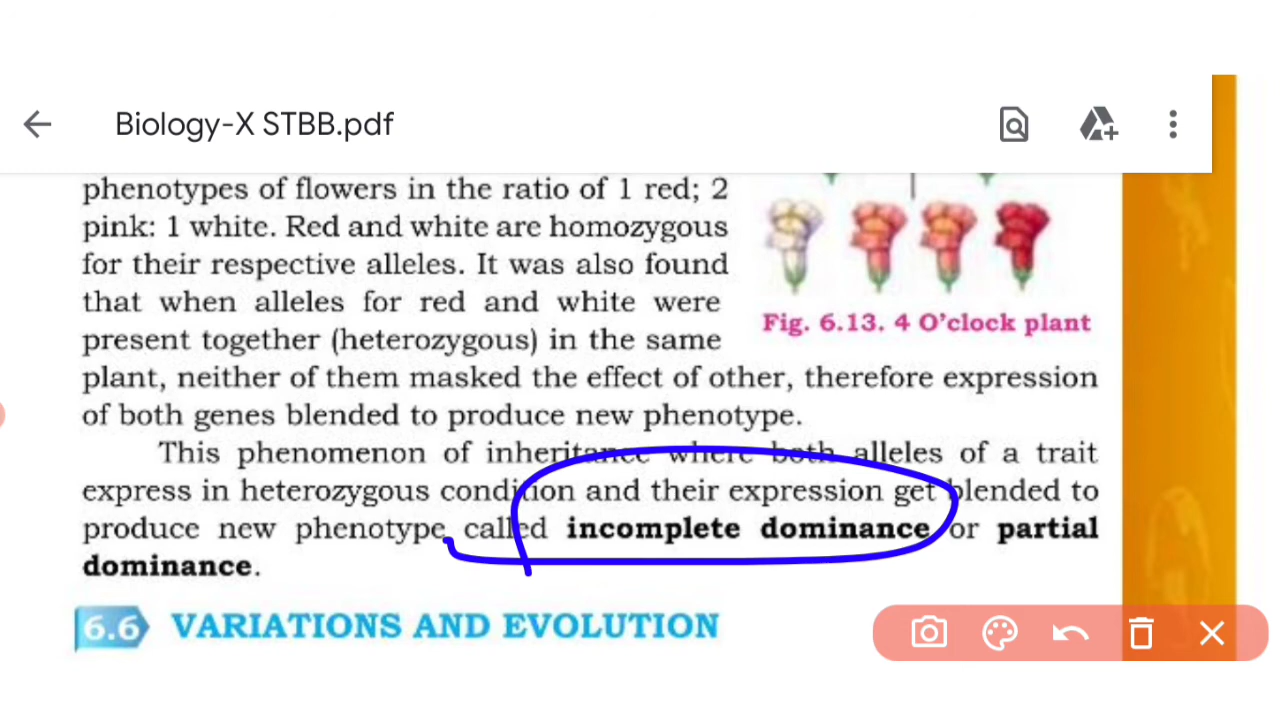 Biology-X STBB.pdf
phenotypes of flowers in the ratio of 1 red; 2
pink: 1 white. Red and white are homozygous
for their respective alleles. It was also found
that when alleles for red and white were
present together (heterozygous) in the same
Fig. 6.13. 4 O'clock plant
plant, neither of them masked the effect of other, therefore expression
of both genes blended to produce new phenotype.
This phenomenon of inheritance where both alleles of a trait
express in heterozygous condition and their expression get blended to
produce new phenotype called incomplete dominance or partial
dominance.
6.6 VARIATIONS AND EVOLUTION